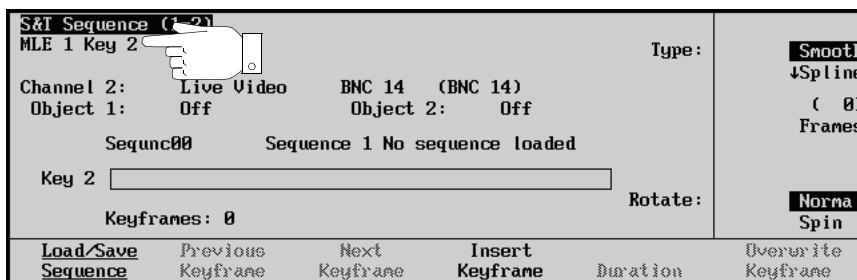 S&T Sequence (1-2)
MLE 1 Key 2
Type: Smooth
↓Spline
Channel 2: Live Video BNC 14 (BNC 14)
Object 1: Off Object 2: Off
( 0)
Frames
Sequnc00 Sequence 1 No sequence loaded
Key 2
Rotate: Norma
Spin
Keyframes: 0
Load/Save Previous Next Insert Overwrite
Sequence Keyframe Keyframe Keyframe Duration Keyframe